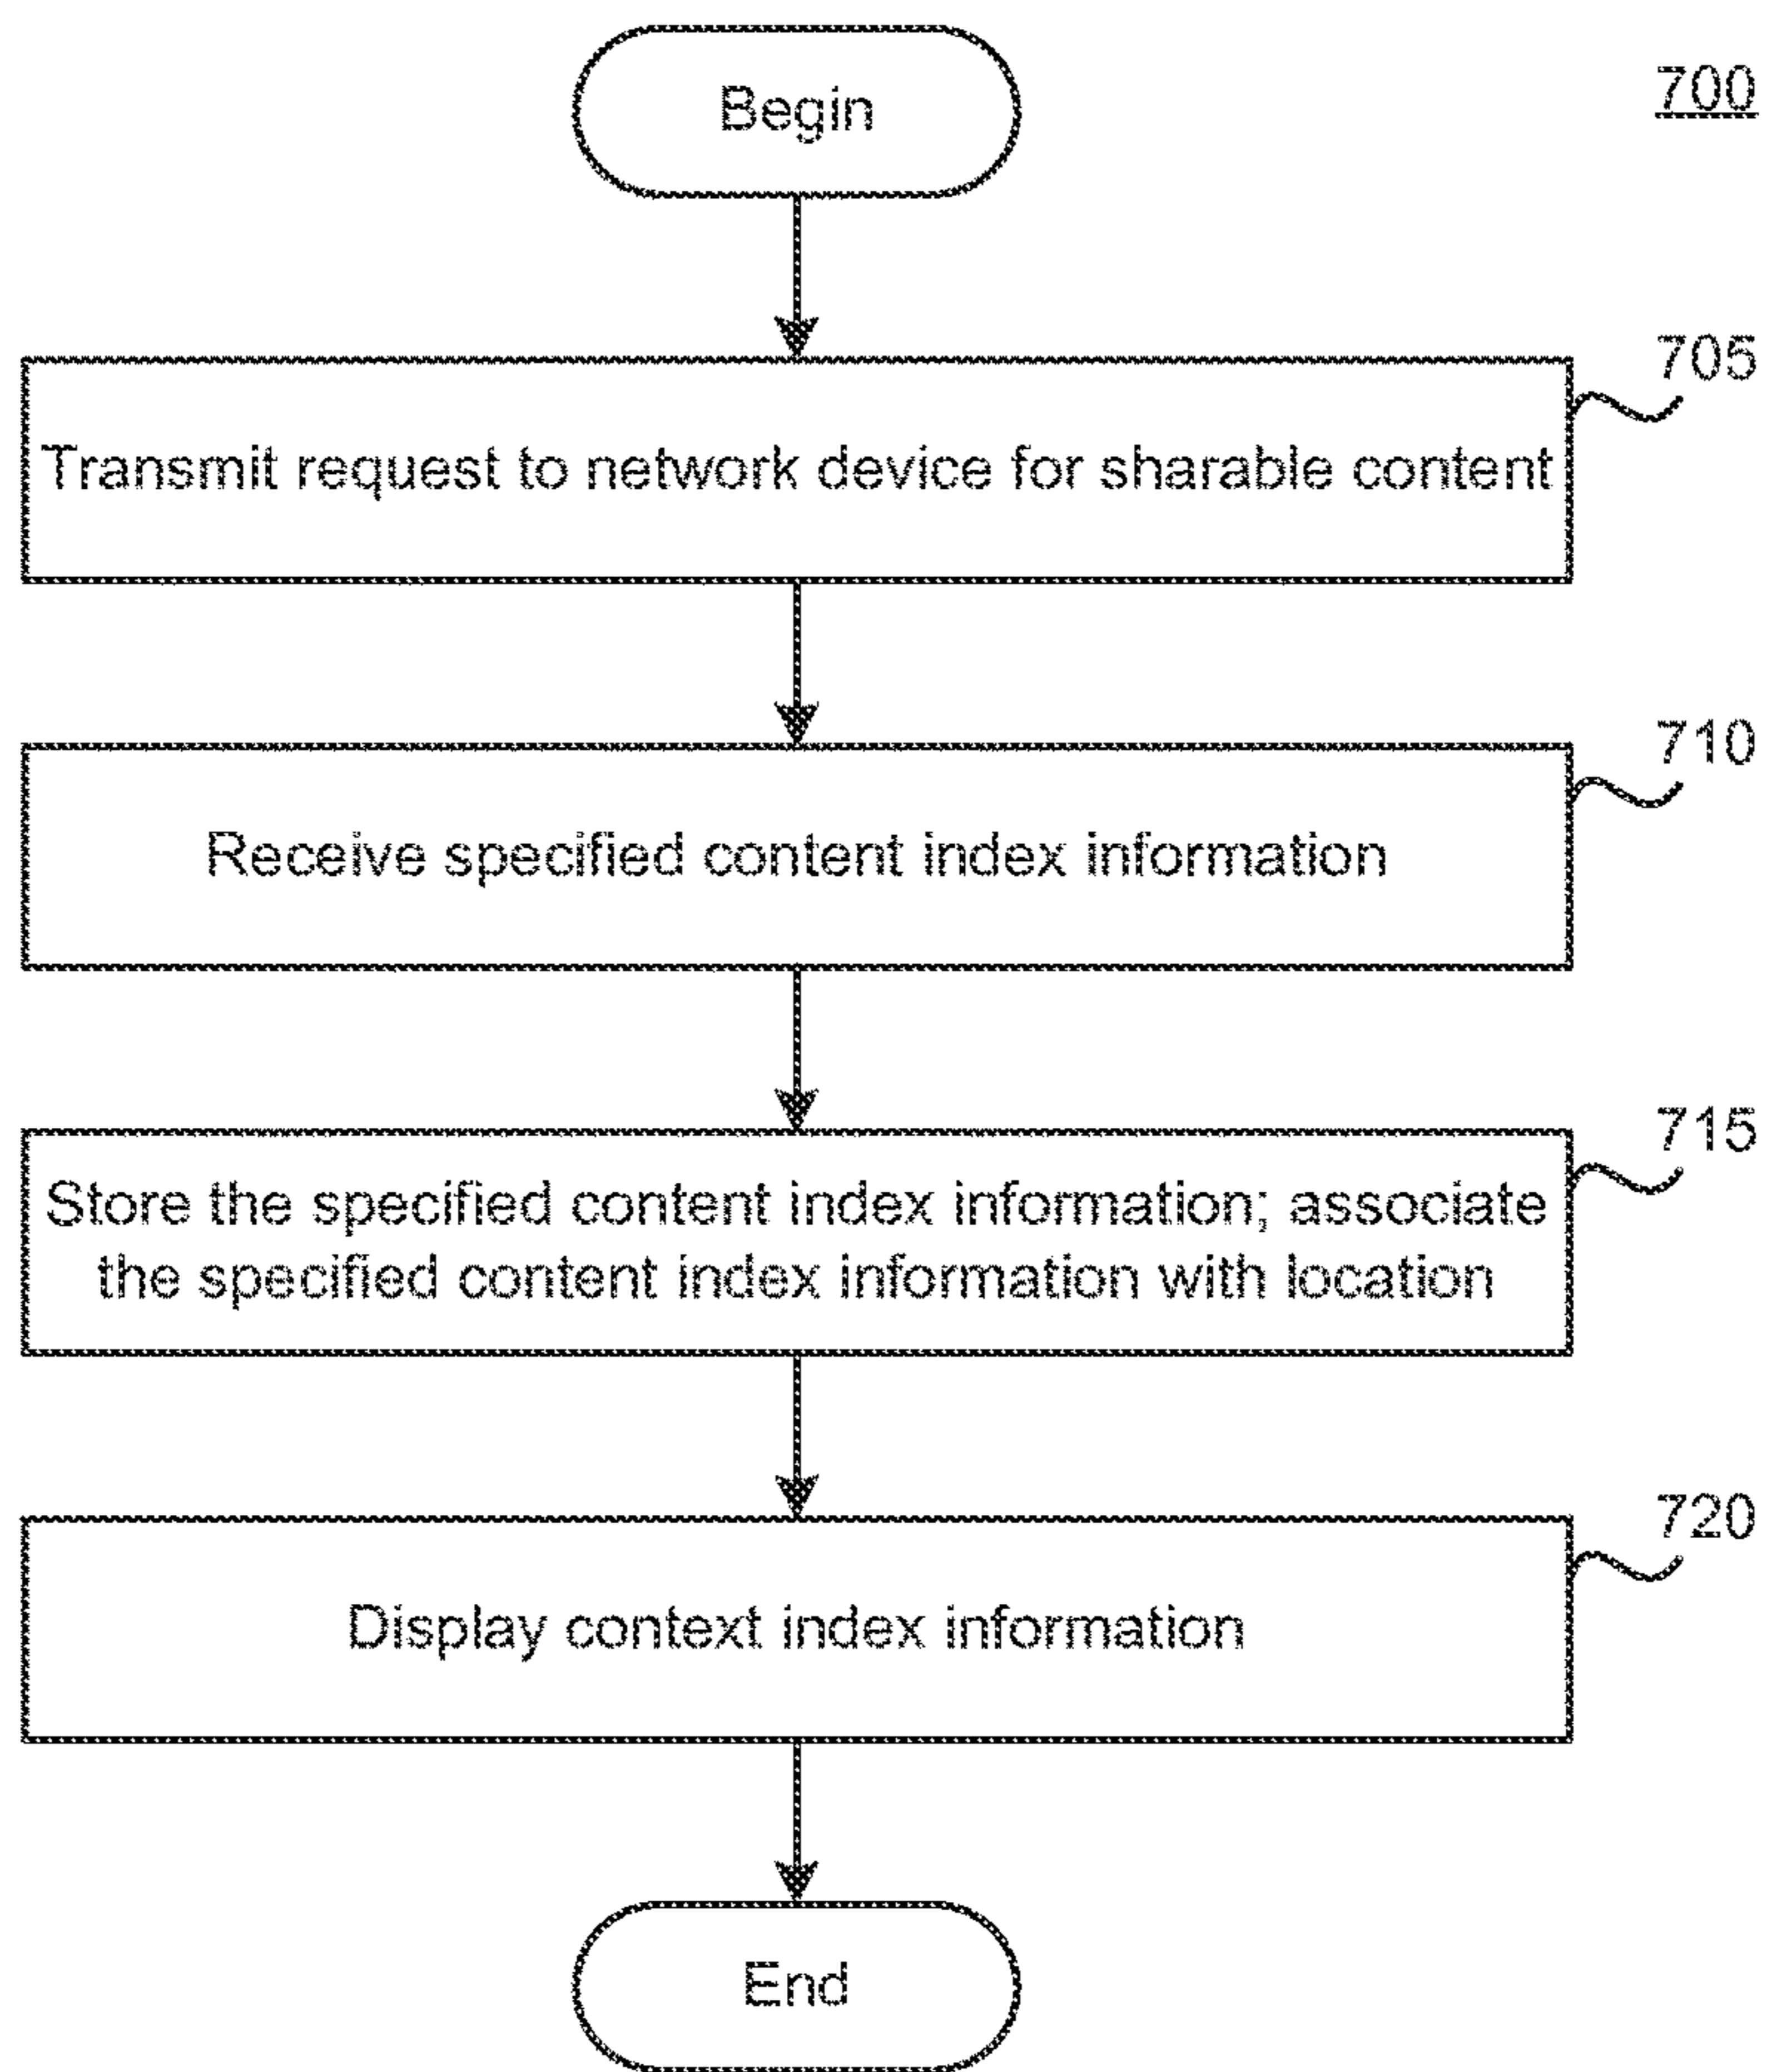 Begin
700
705
Transmit request to network device for sharable content
710
Receive specified content index information
715
Store the specified content index information; associate
the specified content index information with location
720
Display context index information
End